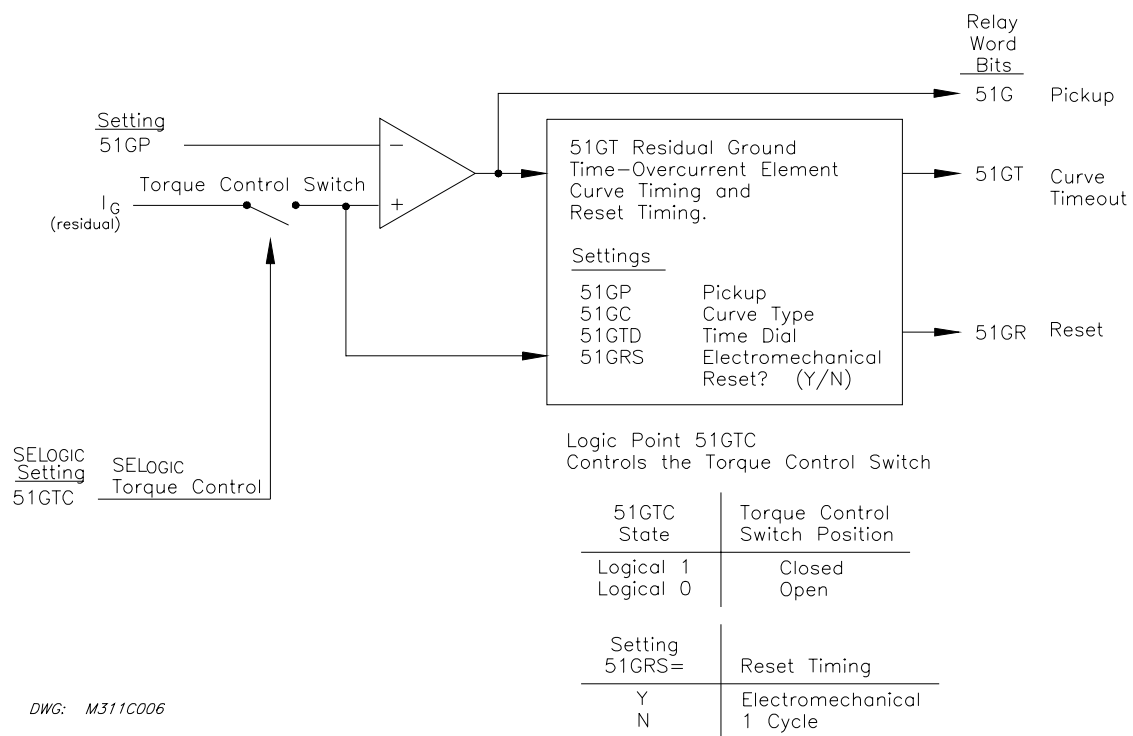 Relay
Word
Bits
51G Pickup
Setting
51GP
−
51GT Residual Ground
Time-Overcurrent Element
Curve Timing and
Reset Timing.
51GT Curve
Timeout
Torque Control Switch
IG
(residual)
+
Settings
51GP Pickup
51GC Curve Type
51GTD Time Dial
51GRS Electromechanical
Reset? (Y/N)
51GR Reset
Logic Point 51GTC
Controls the Torque Control Switch
SELOGIC
Setting
51GTC
SELOGIC
Torque Control
51GTC
State
Torque Control
Switch Position
Logical 1 Closed
Logical 0 Open
Setting
51GRS= Reset Timing
Y Electromechanical
N 1 Cycle
DWG: M311C006